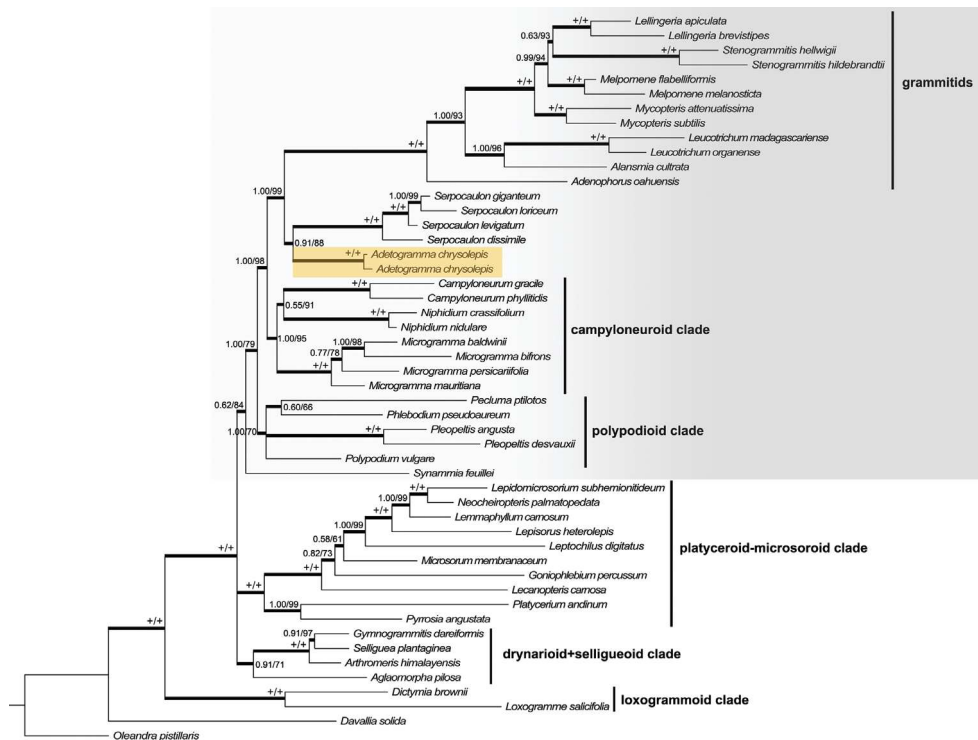 +/+ Lellingeria apiculata
0.63/93 Lellingeria brevistipes
+/+ Stenogrammitis hellwigii
0.99/94 Stenogrammitis hildebrandtii
grammitids
+/+ +/+ Melpomene flabelliformis
Melpomene melanosticta
+/+ Mycopteris attenuatissima
1.00/93 Mycopteris subtilis
+/+ Leucotrichum madagascariense
+/+ 1.00/96 Leucotrichum organense
Alansmia cultrata
Adenophorus oahuensis
1.00/99 1.00/99 Serpocaulon giganteum
+/+ Serpocaulon loriceum
+/+ Serpocaulon levigatum
0.91/88 Serpocaulon dissimile
+/+ Adetogramma chrysolepis
1.00/98 Adetogramma chrysolepis
+/+ Campyloneurum gracile
0.55/91 Campyloneurum phyllitidis
+/+ Niphidium crassifolium
Niphidium nidulare
campyloneuroid clade
1.00/95 1.00/98 Microgramma baldwinii
1.00/79 0.77/78 Microgramma bifrons
+/+ Microgramma persicariifolia
Microgramma mauritiana
0.62/84 0.60/66 Pecluma ptilotos
Phlebodium pseudoaureum
1.00/70 +/+ Pleopeltis angusta
polypodioid clade
Pleopeltis desvauxii
Polypodium vulgare
Synammia feuillei
+/+ Lepidomicrosorium subhemionitideum
1.00/99 Neocheiropteris palmatopedata
+/+ Lemmaphyllum carnosum
1.00/99 Lepisorus heterolepis
0.58/61 Leptochilus digitatus
platyceroid-microsoroid clade
+/+ 0.82/73 Microsorum membranaceum
+/+ +/+ Goniophlebium percussum
Lecanopteris carnosa
1.00/99 Platycerium andinum
Pyrrosia angustata
+/+ 0.91/97 Gymnogrammitis dareiformis
+/+ Selliguea plantaginea
drynarioid+selligueoid clade
0.91/71 Arthromeris himalayensis
Aglaomorpha pilosa
+/+ Dictymia brownii
Loxogramme salicifolia
loxogrammoid clade
Davallia solida
Oleandra pistillaris